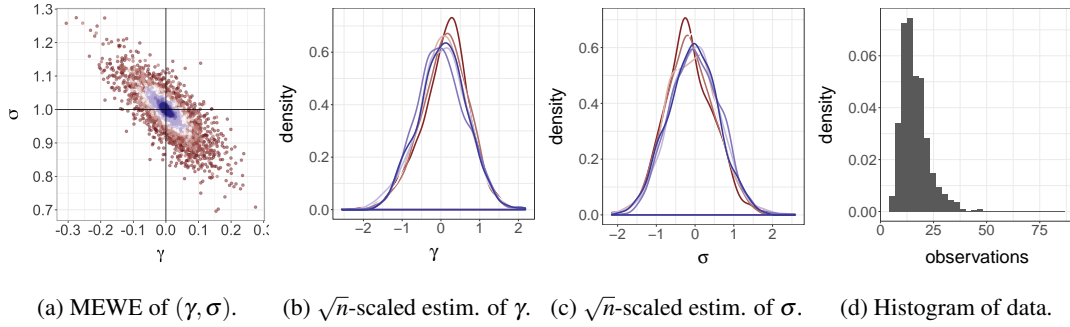 1.3
1.2
1.1
1.0
0.9
0.8
0.7
-0.3 -0.2 -0.1 0.0 0.1 0.2 0.3
σ
γ
0.6
0.4
0.2
0.0
−2 −1 0 1 2
density
γ
0.6
0.4
0.2
0.0
−2 −1 0 1 2
density
σ
0.08
0.04
0.00
0 25 50 75
density
observations
(a) MEWE of (γ, σ).
(b) √n-scaled estim. of γ.
(c) √n-scaled estim. of σ.
(d) Histogram of data.